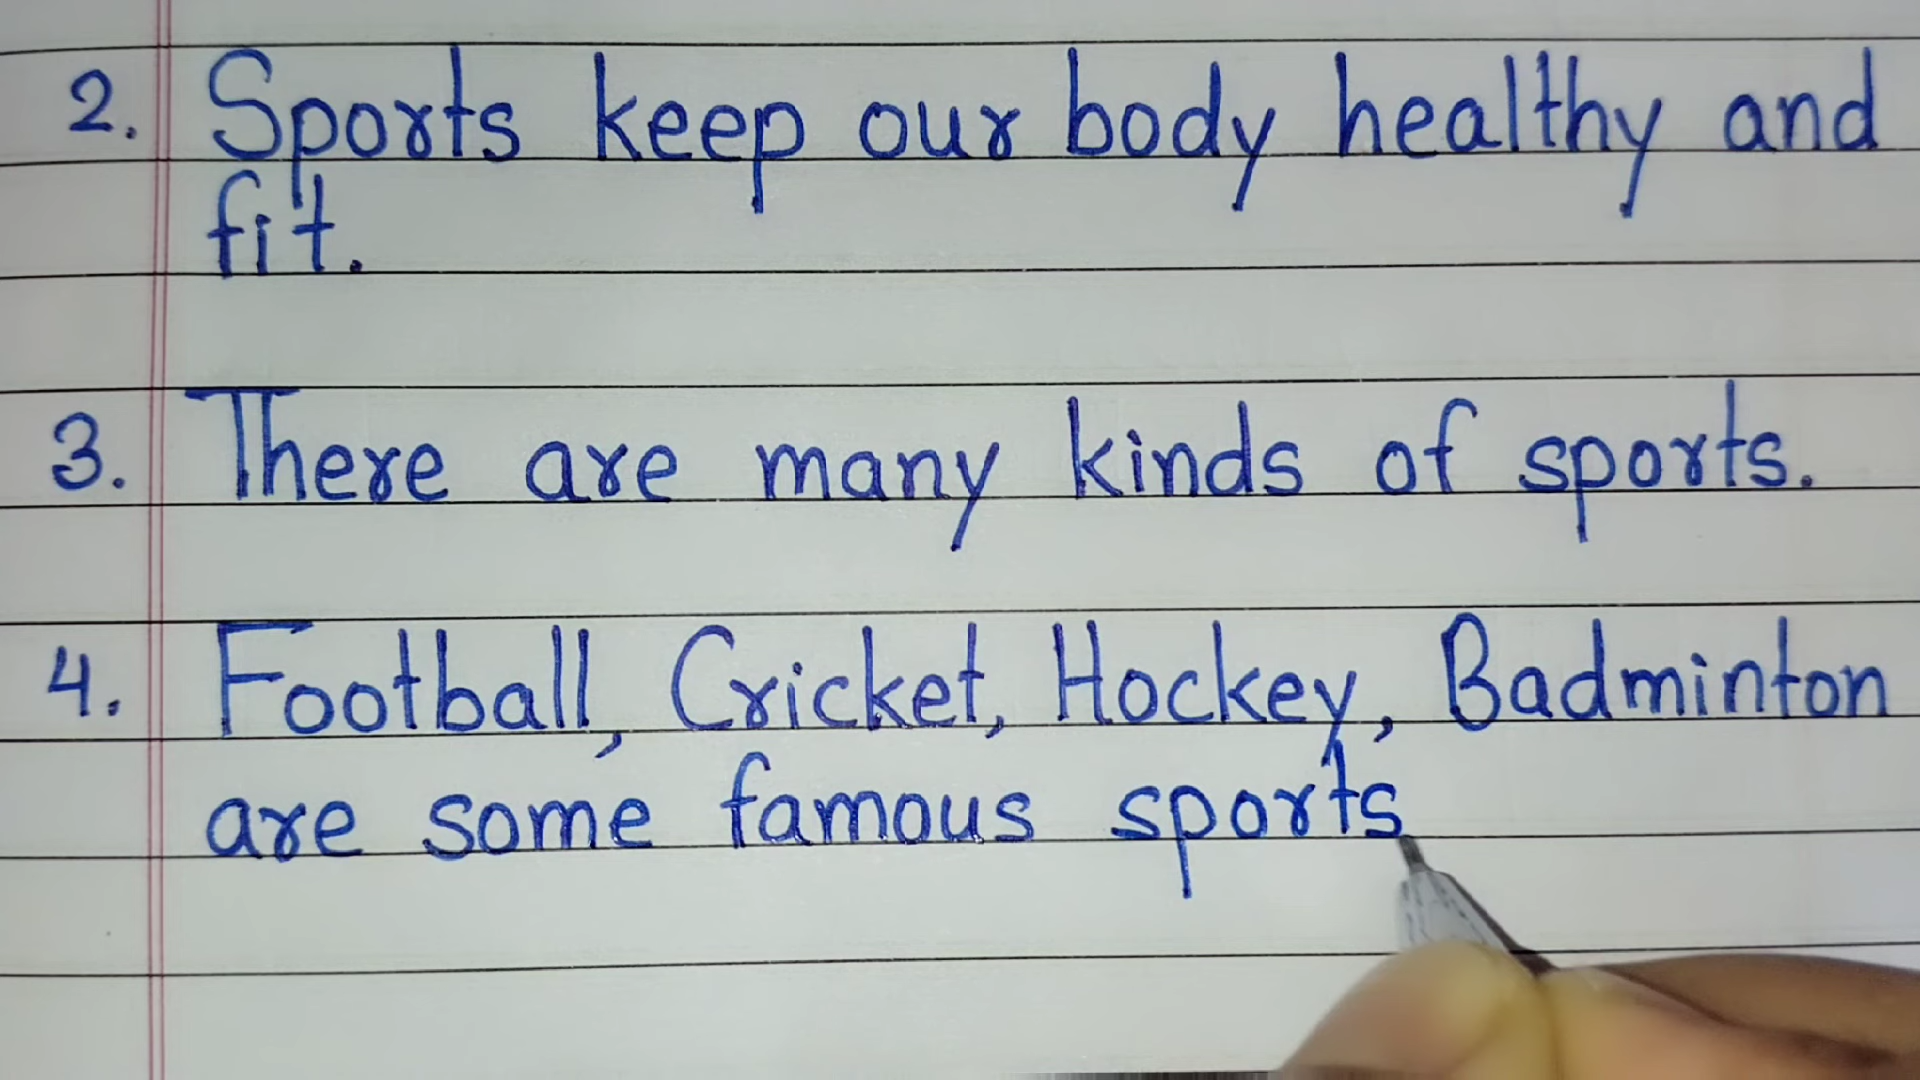 2. Sports keep our body healthy and
fit.
3. There are many kinds of sports.
4. Football, Cricket, Hockey, Badminton
are some famous sports